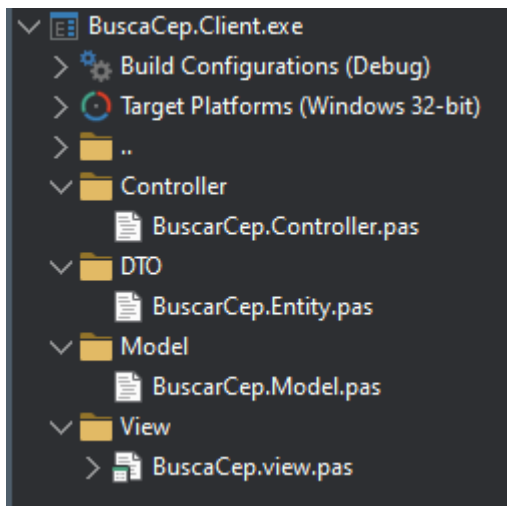 BuscaCep.Client.exe
Build Configurations (Debug)
Target Platforms (Windows 32-bit)
..
Controller
BuscarCep.Controller.pas
DTO
BuscarCep.Entity.pas
Model
BuscarCep.Model.pas
View
BuscaCep.view.pas